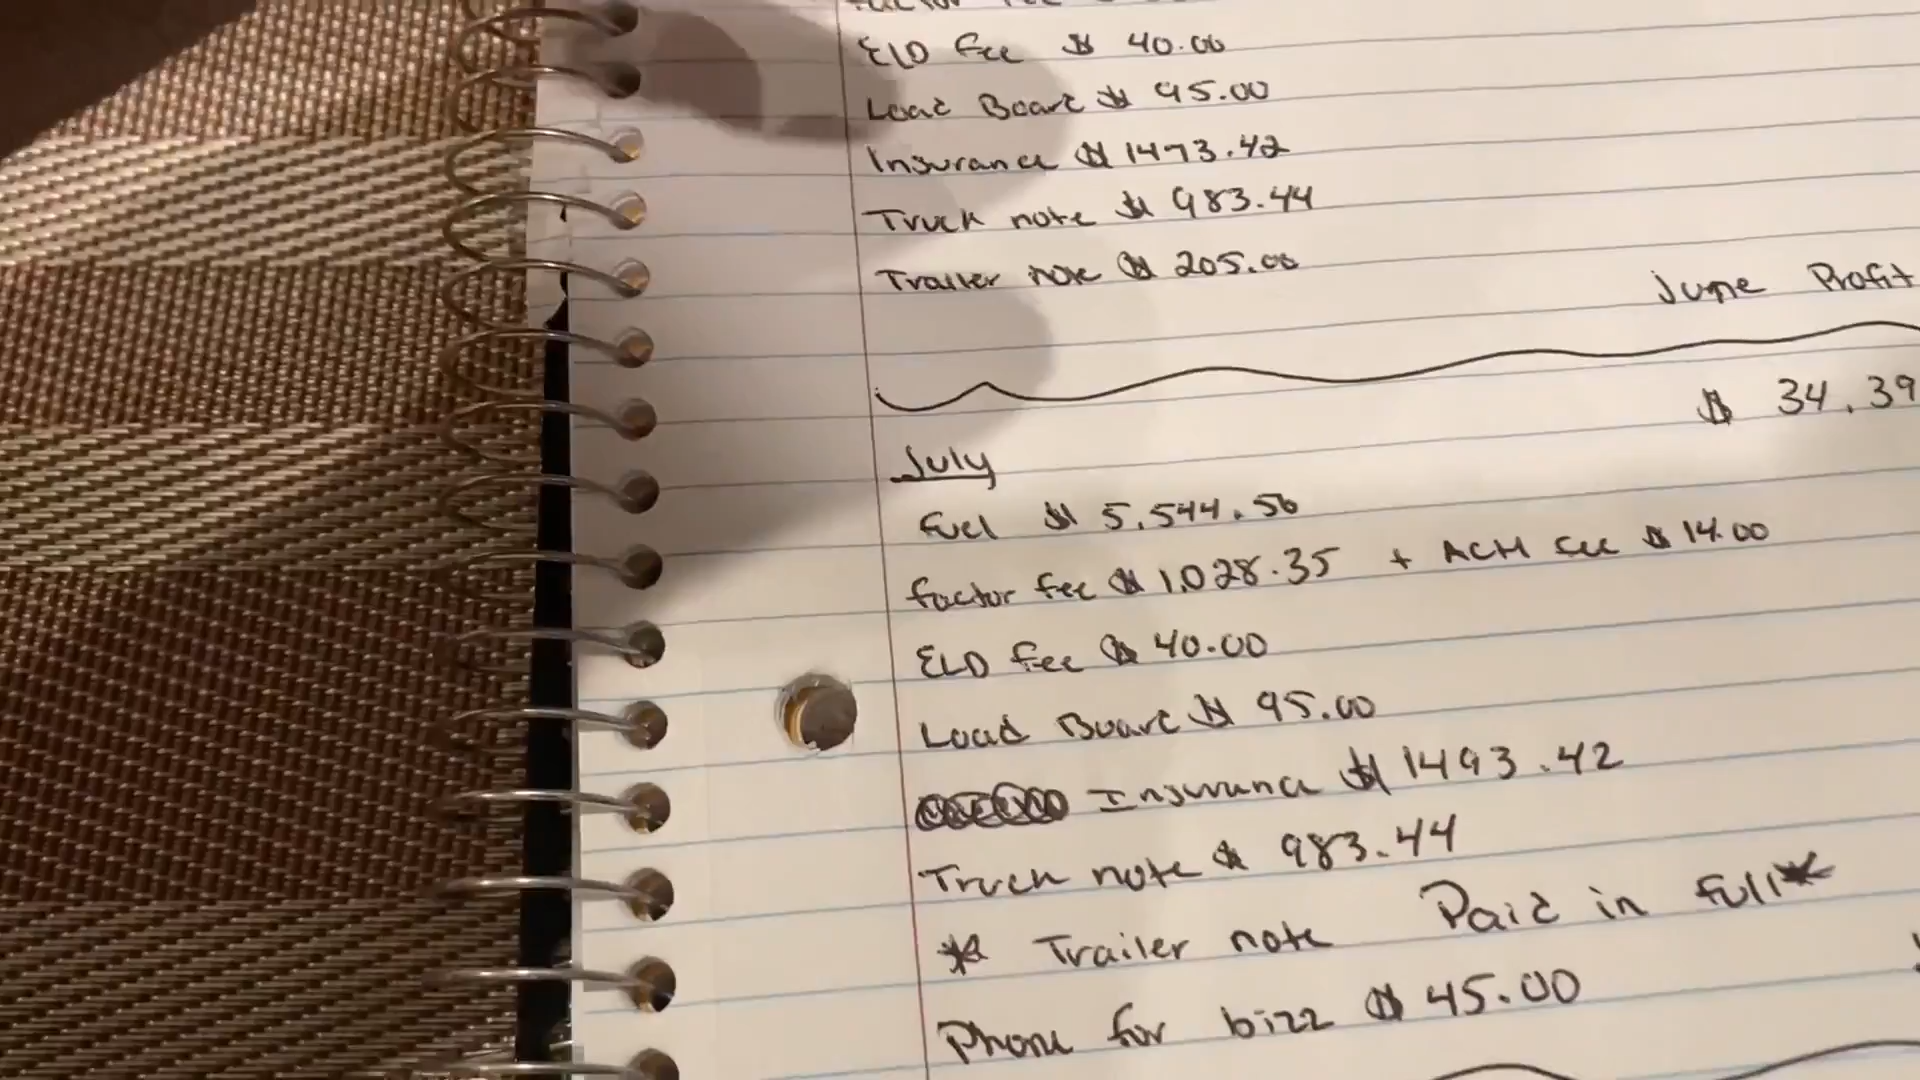 ELD fee $ 40.00
Load Board $ 95.00
Insurance $ 1473.42
Truck note $ 983.44
Trailer note $ 205.00
June Profit
$ 34.39
July
fuel $ 5,544.56
factor fee $ 1,028.35 + ACH fee $ 14.00
ELD fee $ 40.00
Load Board $ 95.00
Insurance $ 1493.42
Truck note $ 983.44
* Trailer note Paid in full*
Phone for bizz $ 45.00